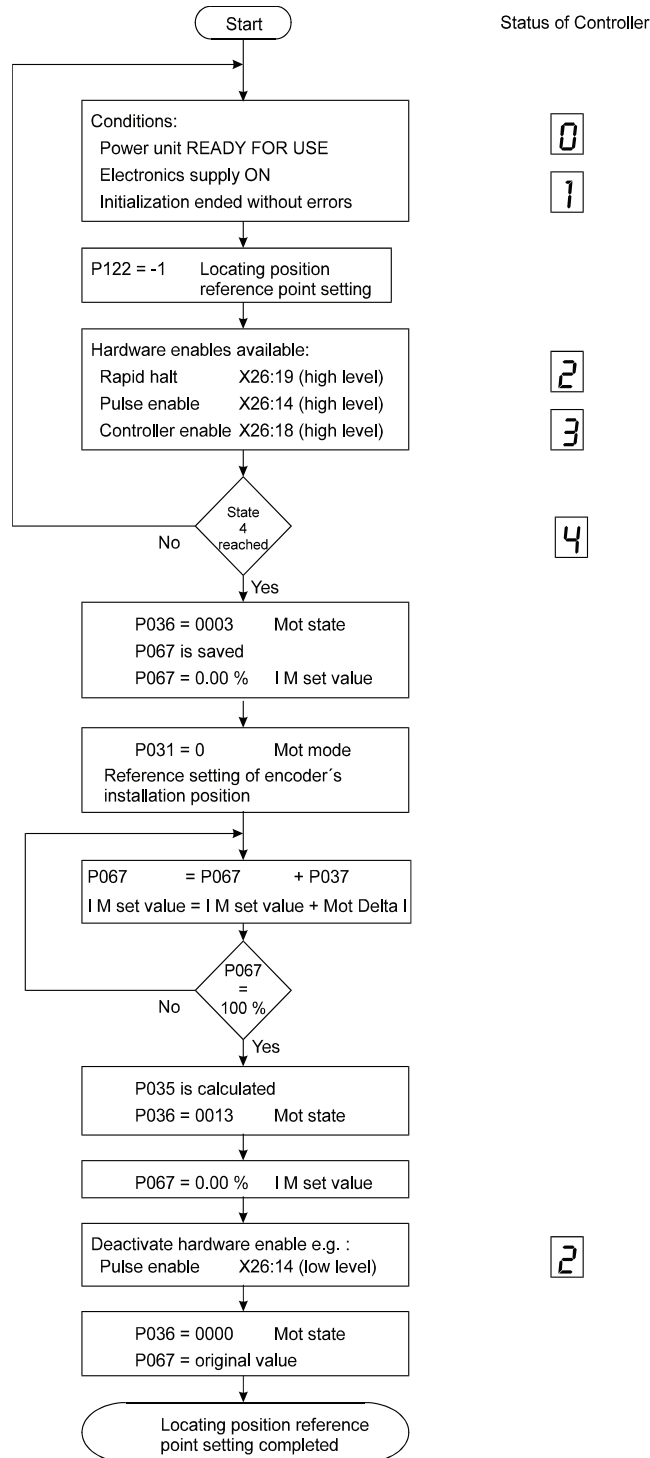 Start
Status of Controller
Conditions:
Power unit READY FOR USE
Electronics supply ON
Initialization ended without errors
0
1
P122 = -1 Locating position
reference point setting
Hardware enables available:
Rapid halt X26:19 (high level)
Pulse enable X26:14 (high level)
Controller enable X26:18 (high level)
2
3
State
4
reached
No
Yes
4
P036 = 0003 Mot state
P067 is saved
P067 = 0.00 % I M set value
P031 = 0 Mot mode
Reference setting of encoder´s
installation position
P067 = P067 + P037
I M set value = I M set value + Mot Delta I
P067
=
100 %
No
Yes
P035 is calculated
P036 = 0013 Mot state
P067 = 0.00 % I M set value
Deactivate hardware enable e.g. :
Pulse enable X26:14 (low level)
2
P036 = 0000 Mot state
P067 = original value
Locating position reference
point setting completed